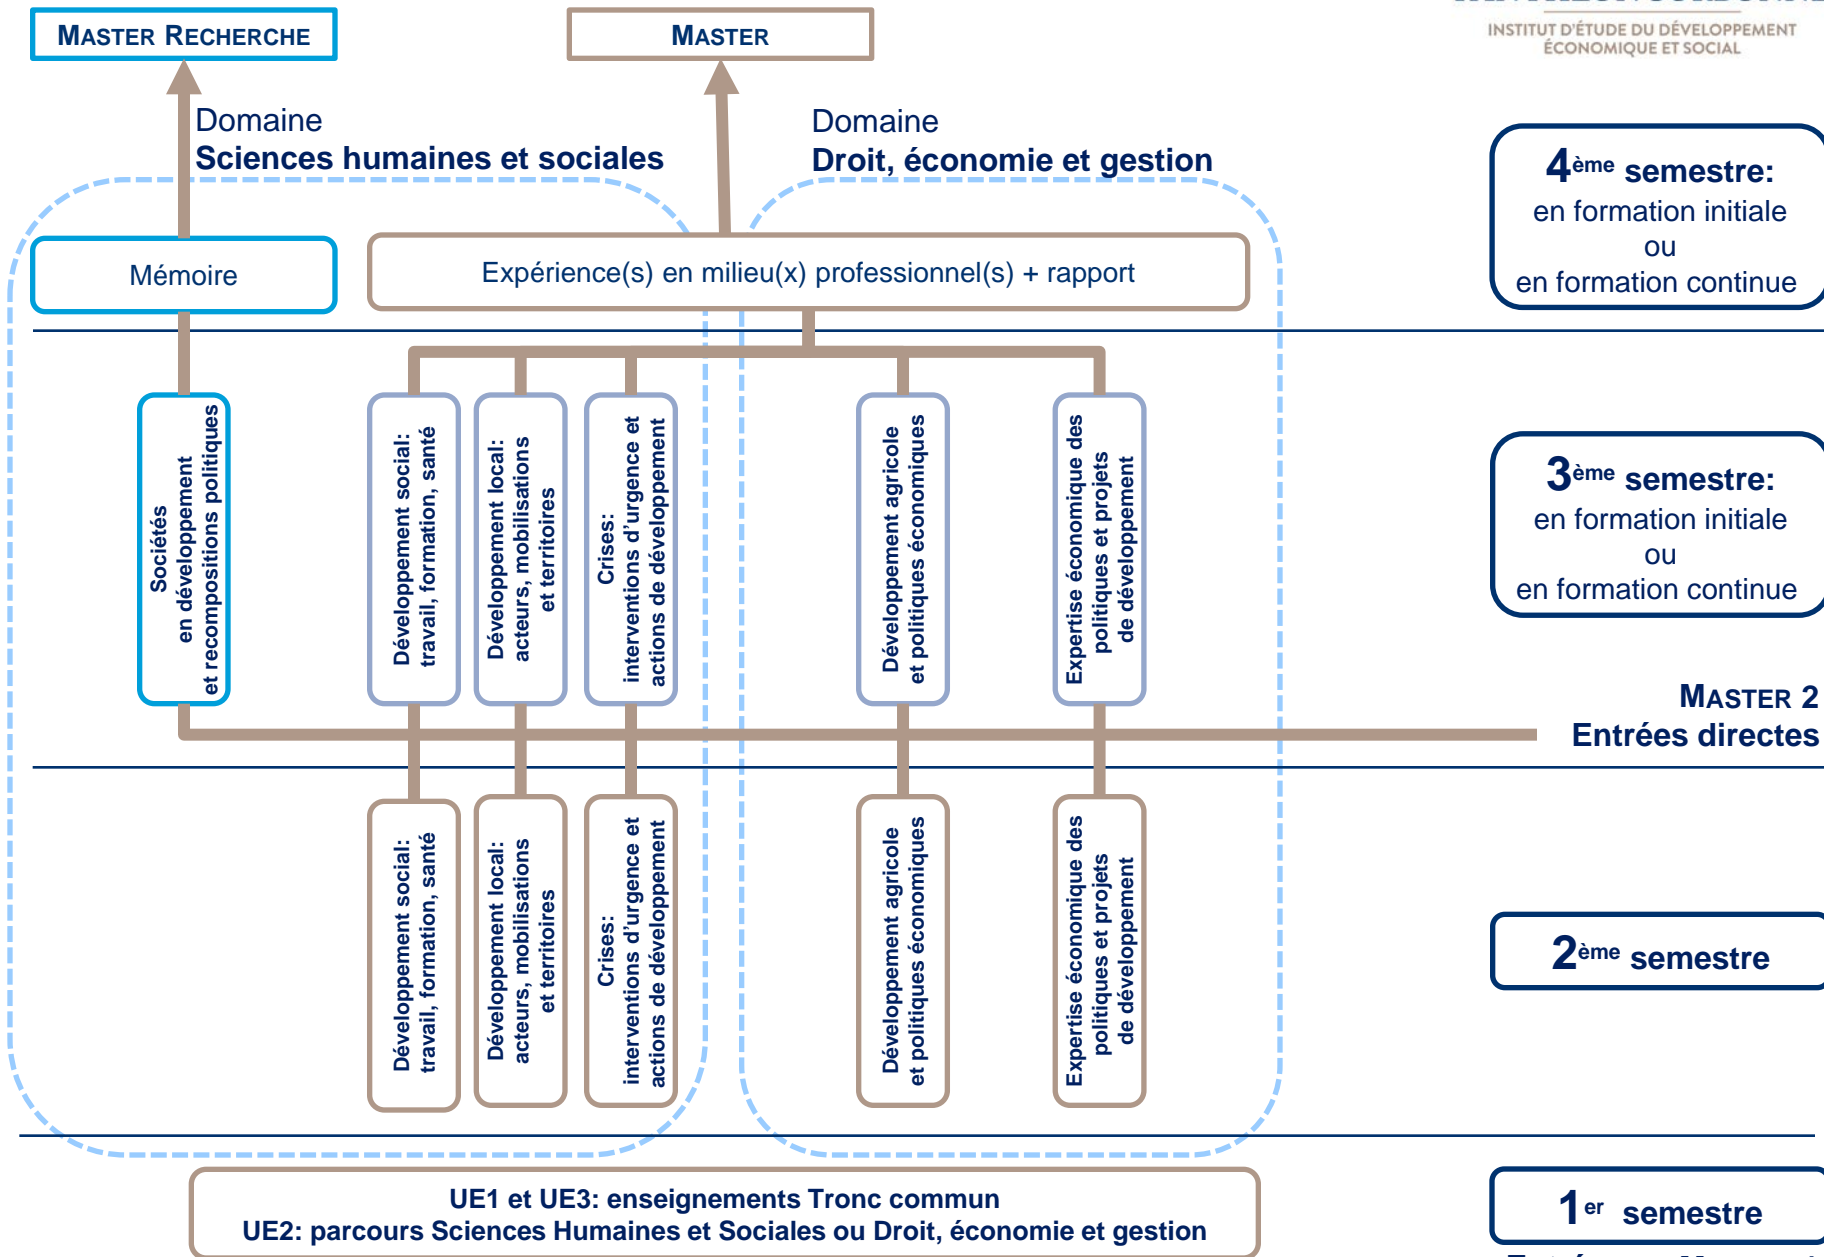 INSTITUT D'ÉTUDE DU DÉVELOPPEMENT
ÉCONOMIQUE ET SOCIAL
MASTER RECHERCHE
MASTER
Domaine
Sciences humaines et sociales
Domaine
Droit, économie et gestion
4ème semestre:
en formation initiale
ou
en formation continue
Mémoire
Expérience(s) en milieu(x) professionnel(s) + rapport
Sociétés
en développement
et recompositions politiques
Développement social:
travail, formation, santé
Développement local:
acteurs, mobilisations
et territoires
Crises:
interventions d'urgence et
actions de développement
Développement agricole
et politiques économiques
Expertise économique des
politiques et projets
de développement
3ème semestre:
en formation initiale
ou
en formation continue
MASTER 2
Entrées directes
Développement social:
travail, formation, santé
Développement local:
acteurs, mobilisations
et territoires
Crises:
interventions d'urgence et
actions de développement
Développement agricole
et politiques économiques
Expertise économique des
politiques et projets
de développement
2ème semestre
UE1 et UE3: enseignements Tronc commun
UE2: parcours Sciences Humaines et Sociales ou Droit, économie et gestion
1er semestre